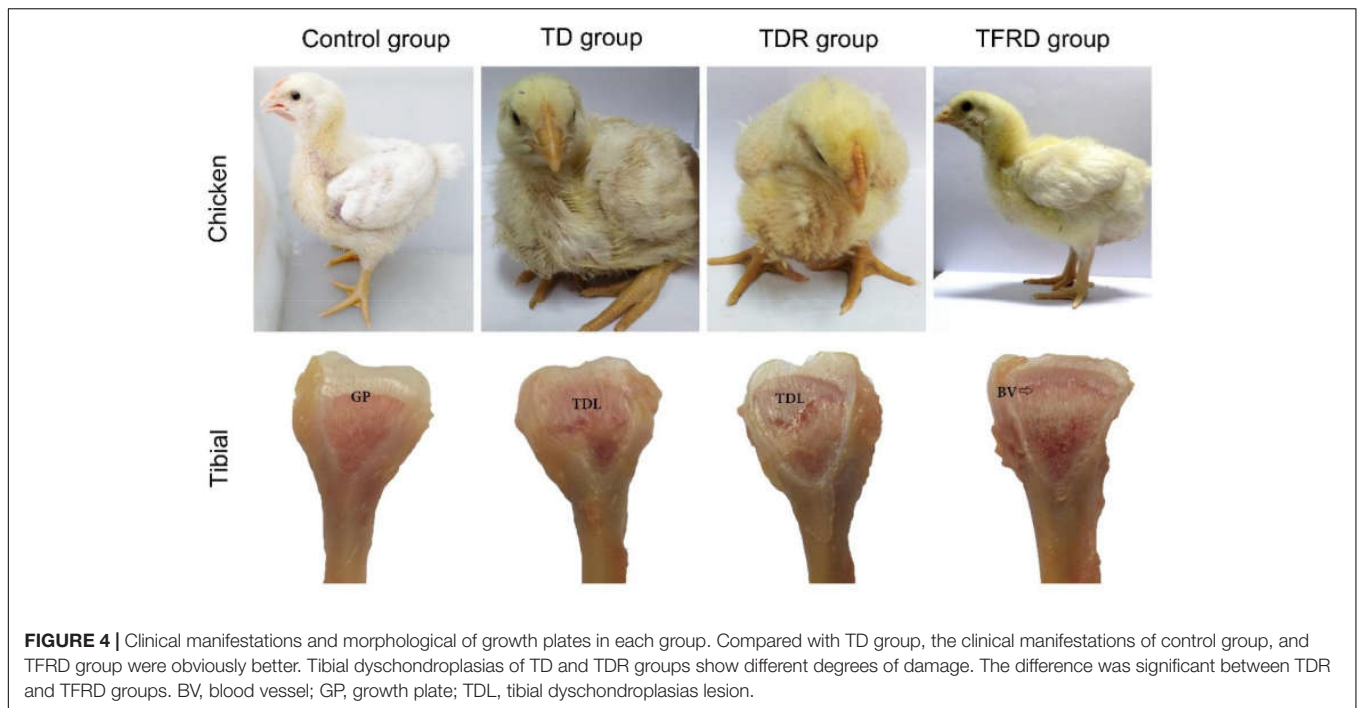 Control group TD group TDR group TFRD group
Chicken
Tibial
GP
TDL
TDL
BV⇨
FIGURE 4 | Clinical manifestations and morphological of growth plates in each group. Compared with TD group, the clinical manifestations of control group, and
TFRD group were obviously better. Tibial dyschondroplasias of TD and TDR groups show different degrees of damage. The difference was significant between TDR
and TFRD groups. BV, blood vessel; GP, growth plate; TDL, tibial dyschondroplasias lesion.